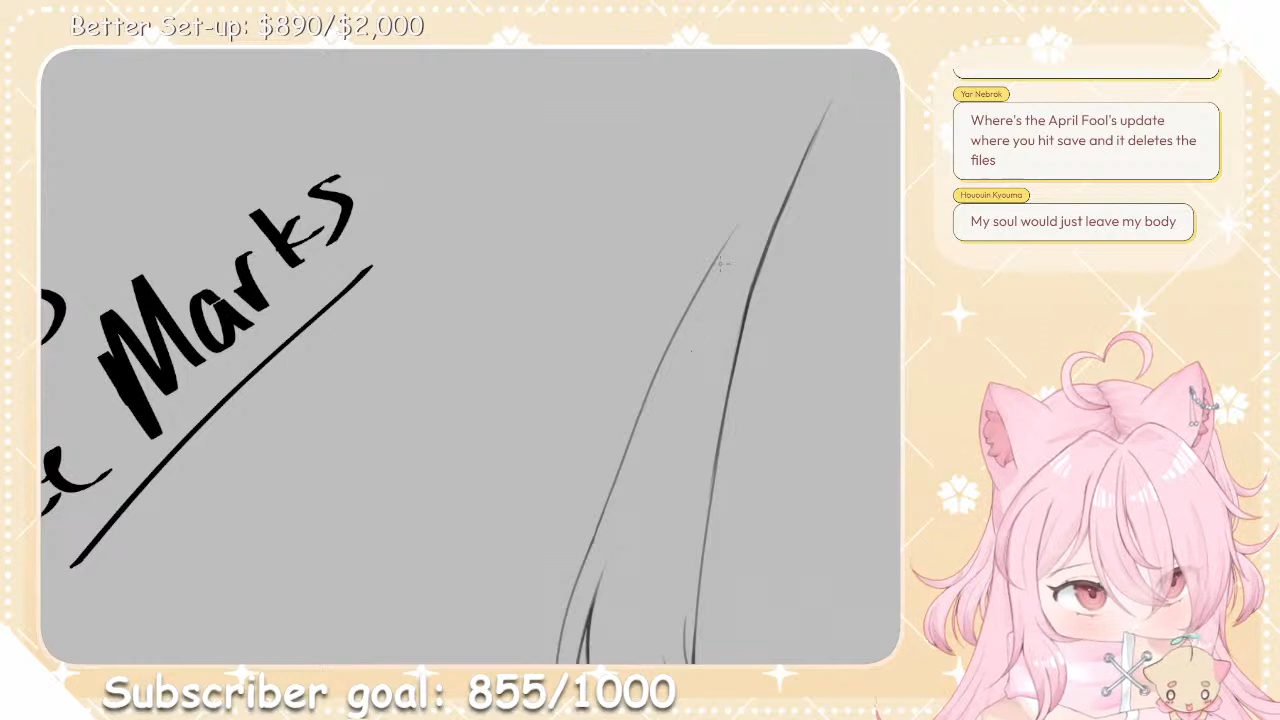 Better Set-up: $890/$2,000
Yar Nebrok
Where's the April Fool's update
where you hit save and it deletes the
files
Hououin Kyouma
My soul would just leave my body
Marks
Subscriber goal: 855/1000